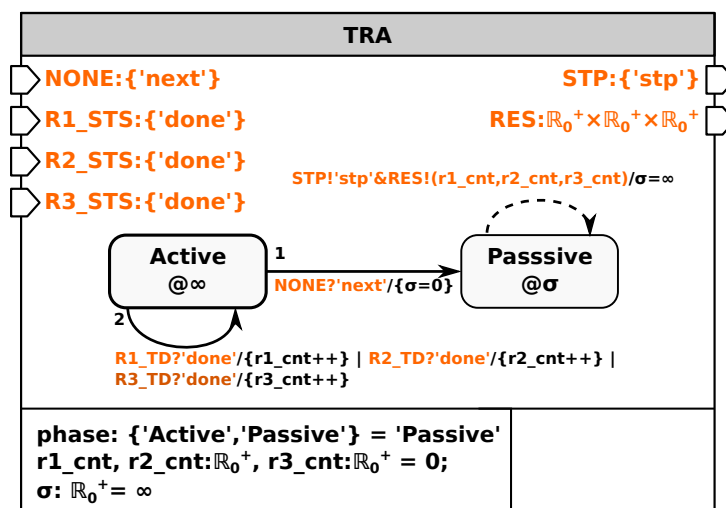 TRA
NONE:{'next'}
STP:{'stp'}
R1_STS:{'done'}
RES:ℝ₀⁺×ℝ₀⁺×ℝ₀⁺
R2_STS:{'done'}
R3_STS:{'done'}
STP!'stp'&RES!(r1_cnt,r2_cnt,r3_cnt)/σ=∞
Active
@∞
1
Passsive
@σ
NONE?'next'/{σ=0}
2
R1_TD?'done'/{r1_cnt++} | R2_TD?'done'/{r2_cnt++} |
R3_TD?'done'/{r3_cnt++}
phase: {'Active','Passive'} = 'Passive'
r1_cnt, r2_cnt:ℝ₀⁺, r3_cnt:ℝ₀⁺ = 0;
σ: ℝ₀⁺= ∞